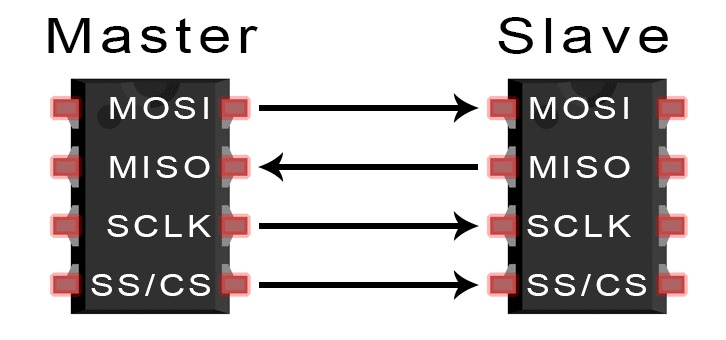 Master
Slave
MOSI
MOSI
MISO
MISO
SCLK
SCLK
SS/CS
SS/CS